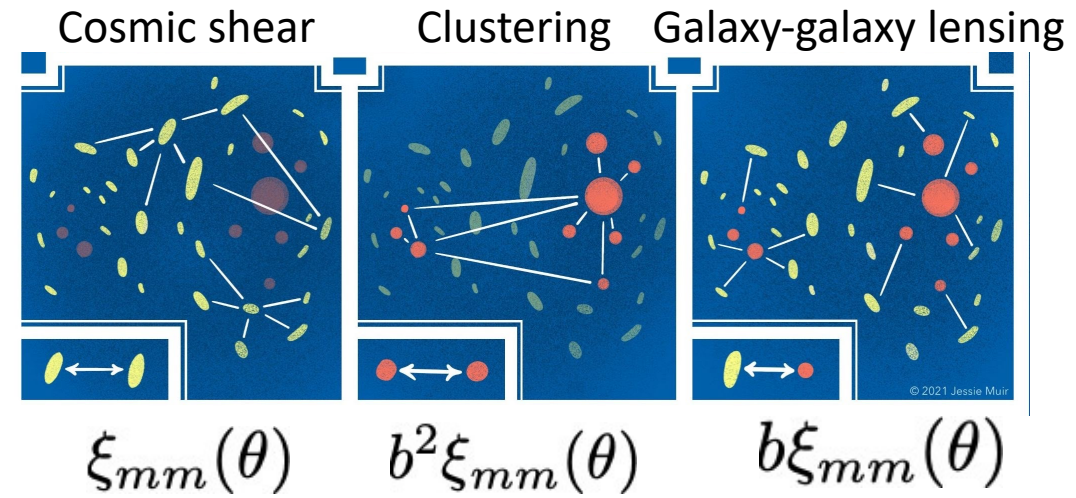 Cosmic shear Clustering Galaxy-galaxy lensing
© 2021 Jessie Muir
ξₘₘ(θ) b²ξₘₘ(θ) bξₘₘ(θ)